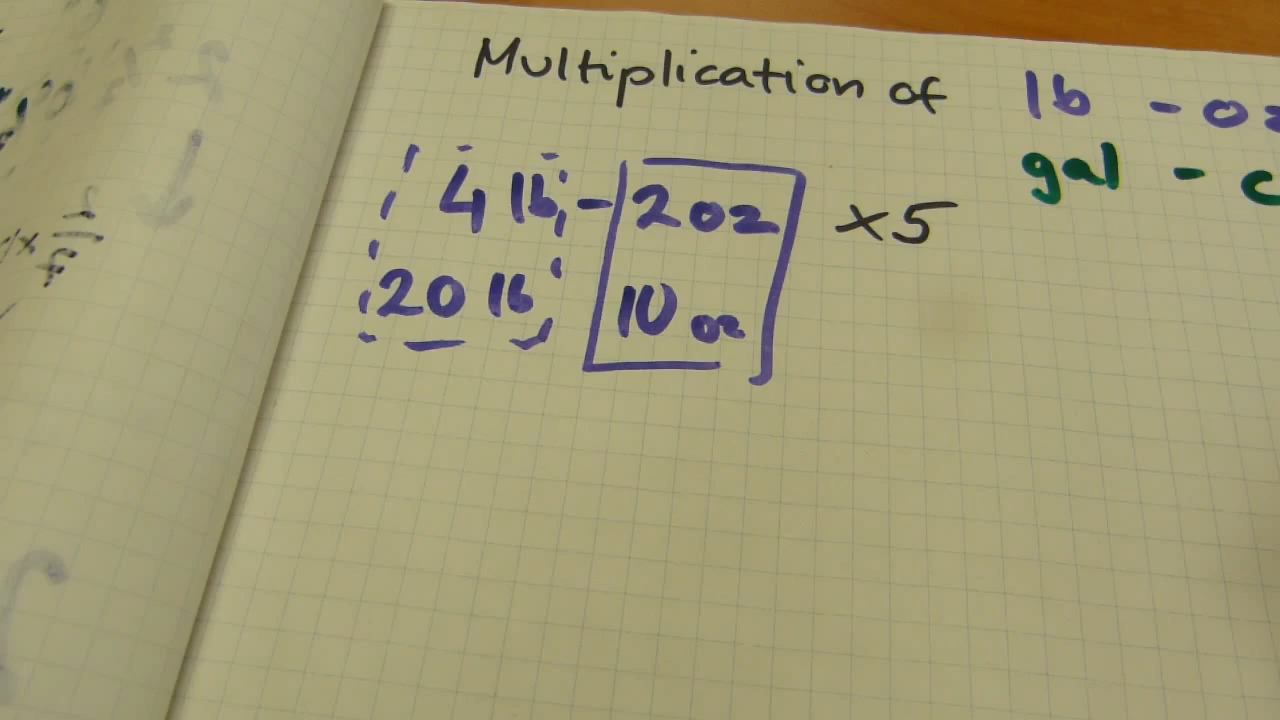 Multiplication of lb - oz
gal - c
4 lb - 2 oz × 5
20 lb 10 oz